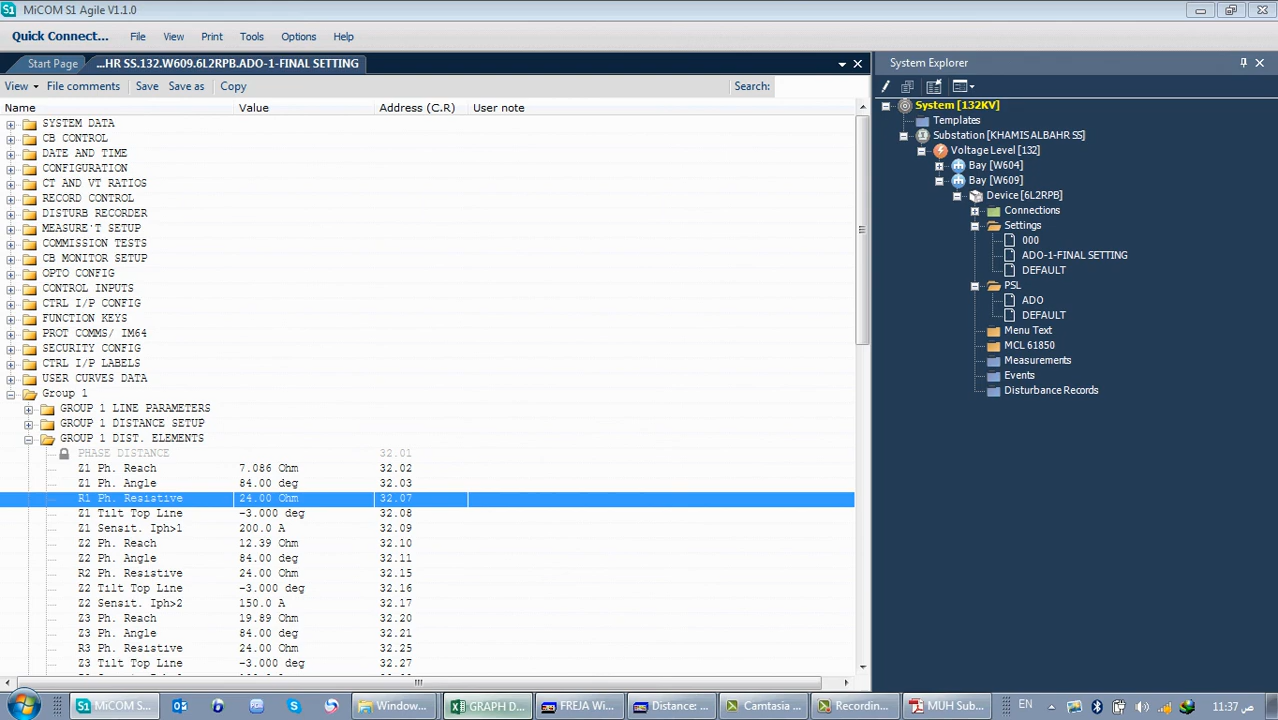 MiCOM S1 Agile V1.1.0
Quick Connect... File View Print Tools Options Help
Start Page ...HR SS.132.W609.6L2RPB.ADO-1-FINAL SETTING
View File comments Save Save as Copy Search:
Name Value Address (C.R) User note
SYSTEM DATA
CB CONTROL
DATE AND TIME
CONFIGURATION
CT AND VT RATIOS
RECORD CONTROL
DISTURB RECORDER
MEASURE'T SETUP
COMMISSION TESTS
CB MONITOR SETUP
OPTO CONFIG
CONTROL INPUTS
CTRL I/P CONFIG
FUNCTION KEYS
PROT COMMS/ IM64
SECURITY CONFIG
CTRL I/P LABELS
USER CURVES DATA
Group 1
GROUP 1 LINE PARAMETERS
GROUP 1 DISTANCE SETUP
GROUP 1 DIST. ELEMENTS
PHASE DISTANCE 32.01
Z1 Ph. Reach 7.086 Ohm 32.02
Z1 Ph. Angle 84.00 deg 32.03
R1 Ph. Resistive 24.00 Ohm 32.07
Z1 Tilt Top Line -3.000 deg 32.08
Z1 Sensit. Iph>1 200.0 A 32.09
Z2 Ph. Reach 12.39 Ohm 32.10
Z2 Ph. Angle 84.00 deg 32.11
R2 Ph. Resistive 24.00 Ohm 32.15
Z2 Tilt Top Line -3.000 deg 32.16
Z2 Sensit. Iph>2 150.0 A 32.17
Z3 Ph. Reach 19.89 Ohm 32.20
Z3 Ph. Angle 84.00 deg 32.21
R3 Ph. Resistive 24.00 Ohm 32.25
Z3 Tilt Top Line -3.000 deg 32.27
System Explorer
System [132KV]
Templates
Substation [KHAMIS ALBAHR SS]
Voltage Level [132]
Bay [W604]
Bay [W609]
Device [6L2RPB]
Connections
Settings
000
ADO-1-FINAL SETTING
DEFAULT
PSL
ADO
DEFAULT
Menu Text
MCL 61850
Measurements
Events
Disturbance Records
MiCOM S... Window... GRAPH D... FREJA Wi... Distance: ... Camtasia ... Recordin... MUH Sub... EN 11:37 ص